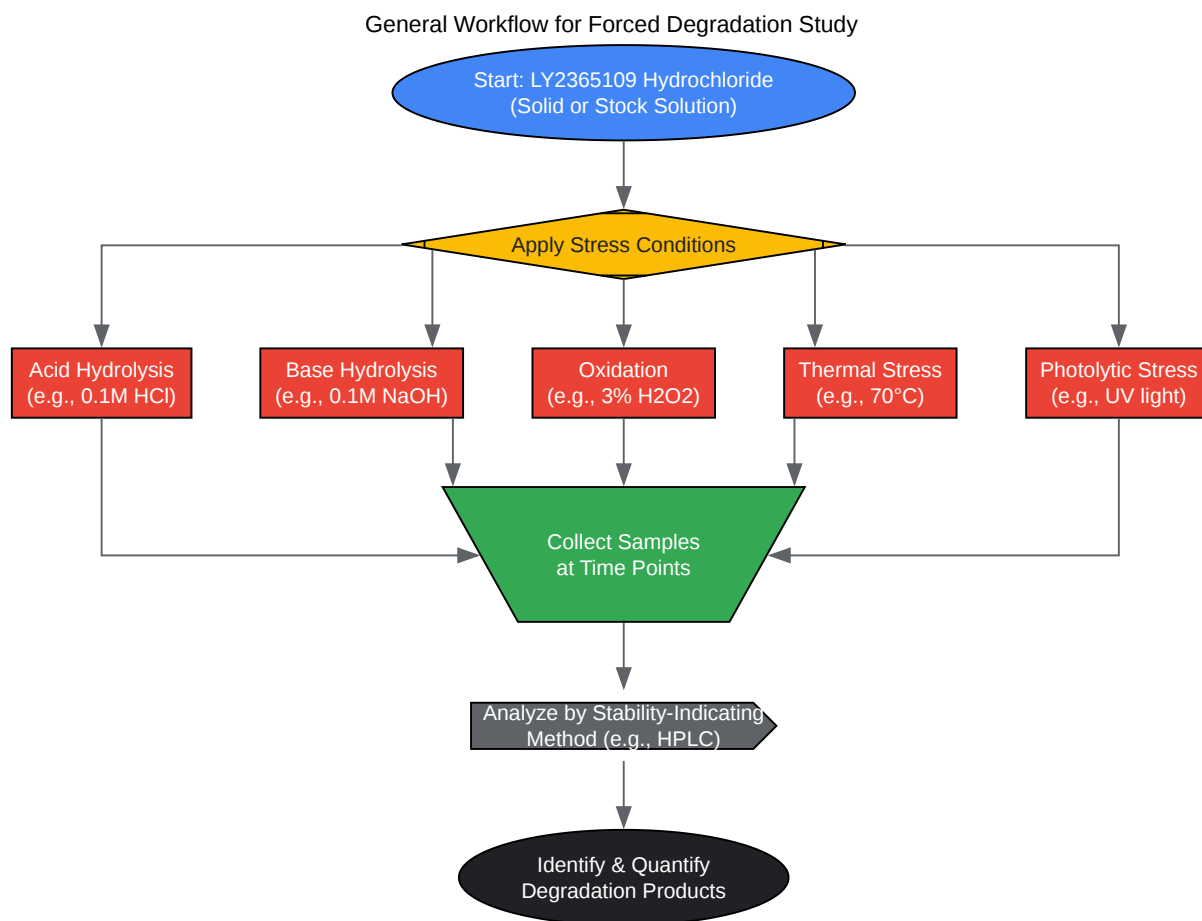 General Workflow for Forced Degradation Study
Start: LY2365109 Hydrochloride
(Solid or Stock Solution)
Apply Stress Conditions
Acid Hydrolysis
(e.g., 0.1M HCl)
Base Hydrolysis
(e.g., 0.1M NaOH)
Oxidation
(e.g., 3% H2O2)
Thermal Stress
(e.g., 70°C)
Photolytic Stress
(e.g., UV light)
Collect Samples
at Time Points
Analyze by Stability-Indicating
Method (e.g., HPLC)
Identify & Quantify
Degradation Products